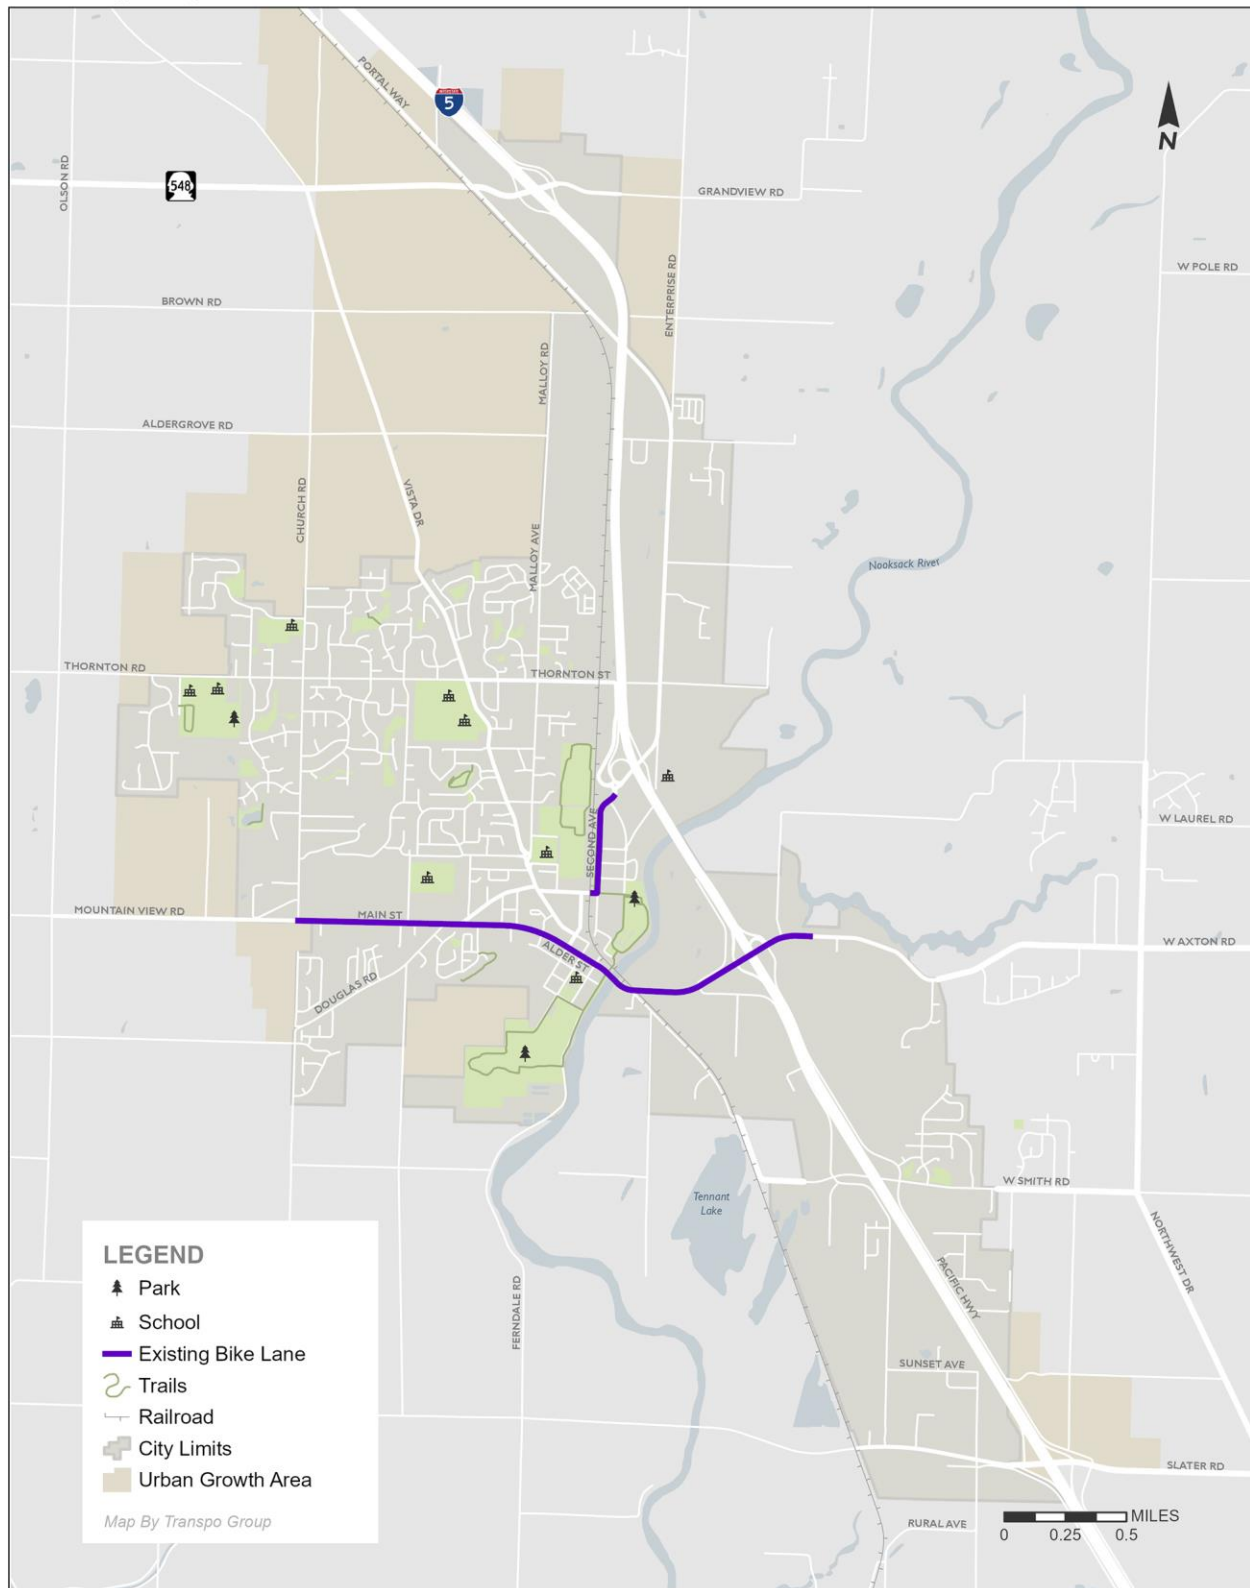 PORTAL WAY
5
N
OLSON RD
548
GRANDVIEW RD
W POLE RD
ENTERPRISE RD
BROWN RD
MALLOY RD
ALDERGROVE RD
CHURCH RD
VISTA DR
MALLOY AVE
Nooksack River
THORNTON RD
THORNTON ST
SECOND AVE
W LAUREL RD
MOUNTAIN VIEW RD
MAIN ST
W AXTON RD
ALDER ST
DOUGLAS RD
W SMITH RD
Tennant
Lake
NORTHWEST DR
PACIFIC HWY
FERNDALE RD
SUNSET AVE
SLATER RD
RURAL AVE
LEGEND
Park
School
Existing Bike Lane
Trails
Railroad
City Limits
Urban Growth Area
Map By Transpo Group
MILES
0 0.25 0.5